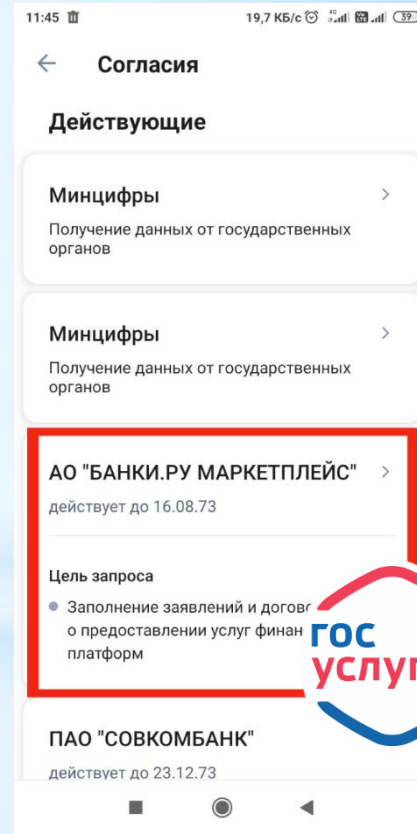 11:45
19,7 КБ/с
4G
39
Согласия
Действующие
Минцифры
Получение данных от государственных
органов
Минцифры
Получение данных от государственных
органов
АО "БАНКИ.РУ МАРКЕТПЛЕЙС"
действует до 16.08.73
Цель запроса
Заполнение заявлений и догово
о предоставлении услуг финан
платформ
гос
услуг
ПАО "СОВКОМБАНК"
действует до 23.12.73